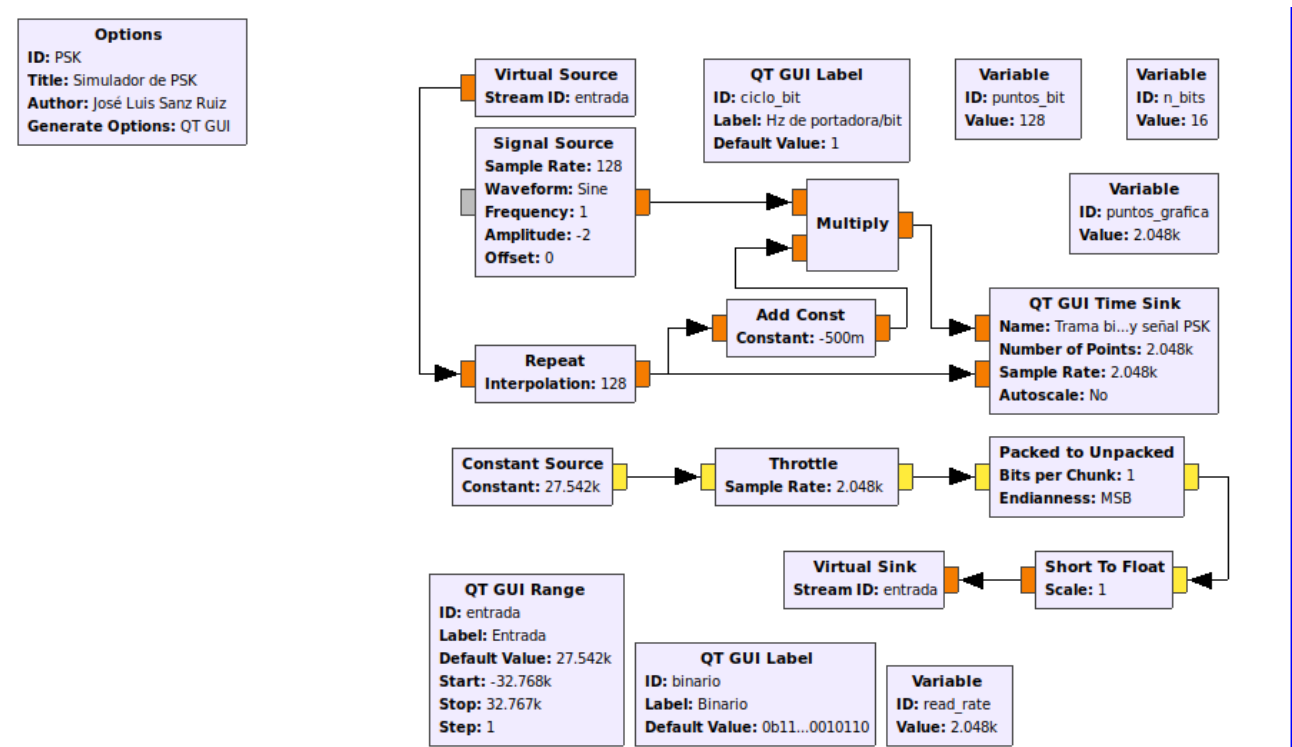 Options
ID: PSK
Title: Simulador de PSK
Author: José Luis Sanz Ruiz
Generate Options: QT GUI
Virtual Source
Stream ID: entrada
QT GUI Label
ID: ciclo_bit
Label: Hz de portadora/bit
Default Value: 1
Variable
ID: puntos_bit
Value: 128
Variable
ID: n_bits
Value: 16
Signal Source
Sample Rate: 128
Waveform: Sine
Frequency: 1
Amplitude: -2
Offset: 0
Multiply
Variable
ID: puntos_grafica
Value: 2.048k
Add Const
Constant: -500m
QT GUI Time Sink
Name: Trama bi...y señal PSK
Number of Points: 2.048k
Sample Rate: 2.048k
Autoscale: No
Repeat
Interpolation: 128
Constant Source
Constant: 27.542k
Throttle
Sample Rate: 2.048k
Packed to Unpacked
Bits per Chunk: 1
Endianness: MSB
Virtual Sink
Stream ID: entrada
Short To Float
Scale: 1
QT GUI Range
ID: entrada
Label: Entrada
Default Value: 27.542k
Start: -32.768k
Stop: 32.767k
Step: 1
QT GUI Label
ID: binario
Label: Binario
Default Value: 0b11...0010110
Variable
ID: read_rate
Value: 2.048k